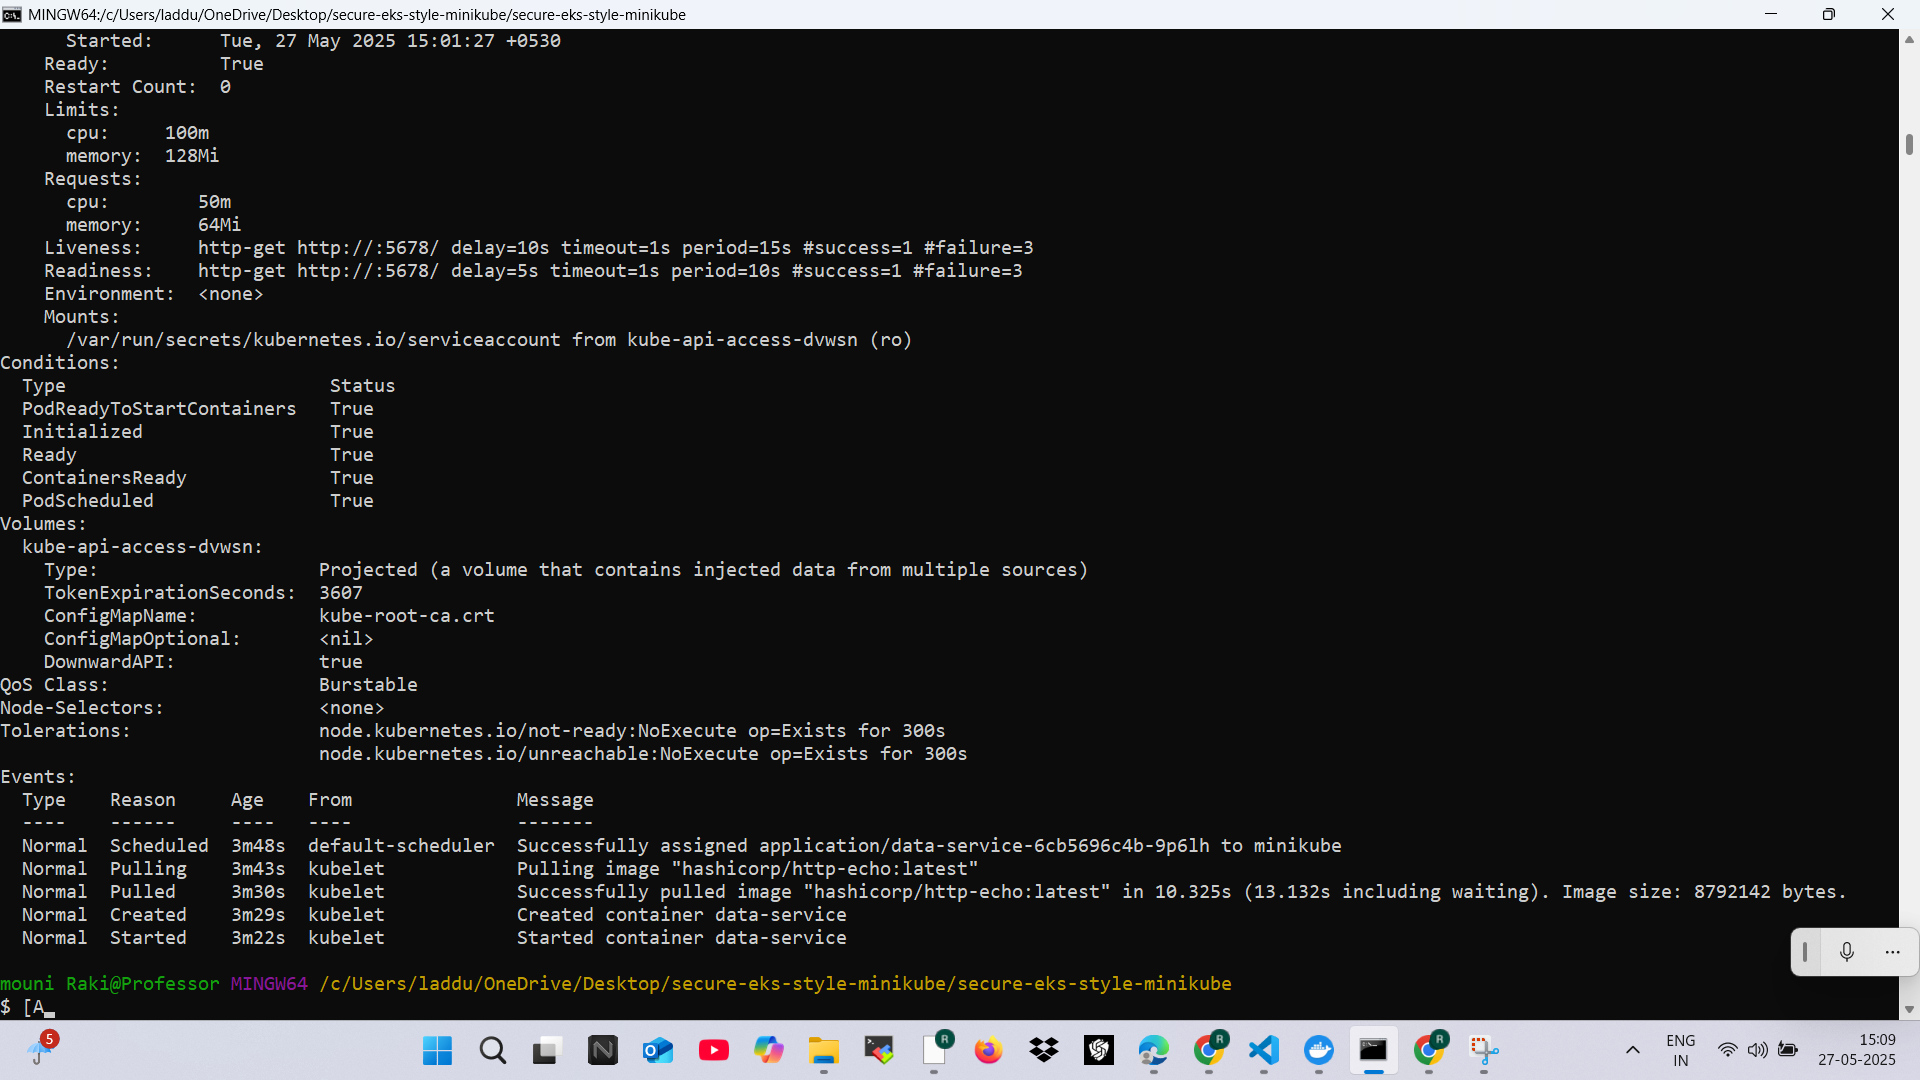 MINGW64:/c/Users/laddu/OneDrive/Desktop/secure-eks-style-minikube/secure-eks-style-minikube
Started:      Tue, 27 May 2025 15:01:27 +0530
Ready:          True
Restart Count:  0
Limits:
cpu:     100m
memory:  128Mi
Requests:
cpu:        50m
memory:     64Mi
Liveness:     http-get http://:5678/ delay=10s timeout=1s period=15s #success=1 #failure=3
Readiness:    http-get http://:5678/ delay=5s timeout=1s period=10s #success=1 #failure=3
Environment:  <none>
Mounts:
/var/run/secrets/kubernetes.io/serviceaccount from kube-api-access-dvwsn (ro)
Conditions:
Type                        Status
PodReadyToStartContainers   True
Initialized                 True
Ready                       True
ContainersReady             True
PodScheduled                True
Volumes:
kube-api-access-dvwsn:
Type:                    Projected (a volume that contains injected data from multiple sources)
TokenExpirationSeconds:  3607
ConfigMapName:           kube-root-ca.crt
ConfigMapOptional:       <nil>
DownwardAPI:             true
QoS Class:                   Burstable
Node-Selectors:              <none>
Tolerations:                 node.kubernetes.io/not-ready:NoExecute op=Exists for 300s
node.kubernetes.io/unreachable:NoExecute op=Exists for 300s
Events:
Type    Reason     Age    From               Message
----    ------     ----   ----               -------
Normal  Scheduled  3m48s  default-scheduler  Successfully assigned application/data-service-6cb5696c4b-9p6lh to minikube
Normal  Pulling    3m43s  kubelet            Pulling image "hashicorp/http-echo:latest"
Normal  Pulled     3m30s  kubelet            Successfully pulled image "hashicorp/http-echo:latest" in 10.325s (13.132s including waiting). Image size: 8792142 bytes.
Normal  Created    3m29s  kubelet            Created container data-service
Normal  Started    3m22s  kubelet            Started container data-service
mouni Raki@Professor MINGW64 /c/Users/laddu/OneDrive/Desktop/secure-eks-style-minikube/secure-eks-style-minikube
$ [A
5
R
R
R
ENG
IN
15:09
27-05-2025